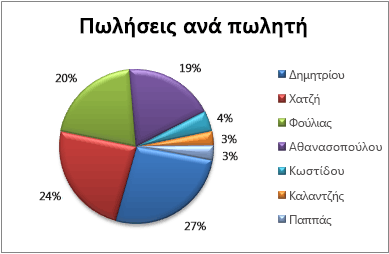 Πωλήσεις ανά πωλητή
19%
20%
4%
3%
3%
24%
27%
Δημητρίου
Χατζή
Φούλιας
Αθανασοπούλου
Κωστίδου
Καλαντζής
Παππάς